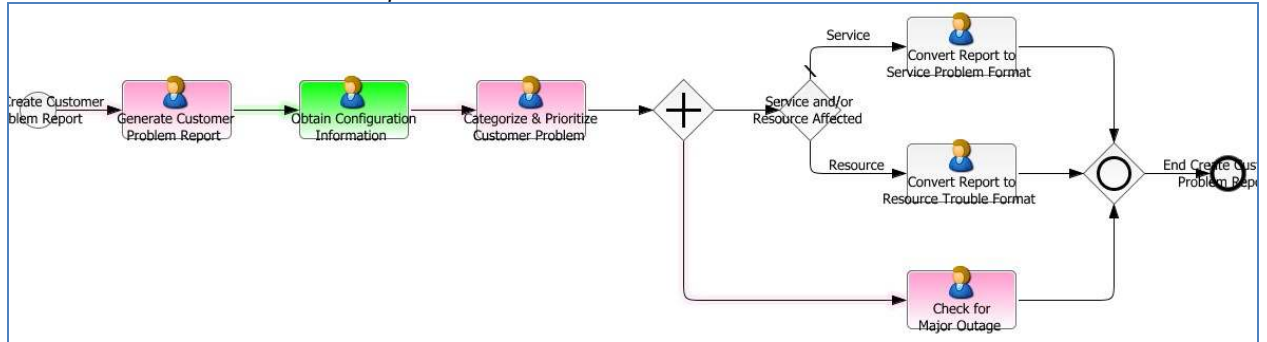 Create Customer
blem Report
Generate Customer
Problem Report
Obtain Configuration
Information
Categorize & Prioritize
Customer Problem
Service and/or
Resource Affected
Service
Convert Report to
Service Problem Format
Resource
Convert Report to
Resource Trouble Format
Check for
Major Outage
End Create Cus
Problem Repo